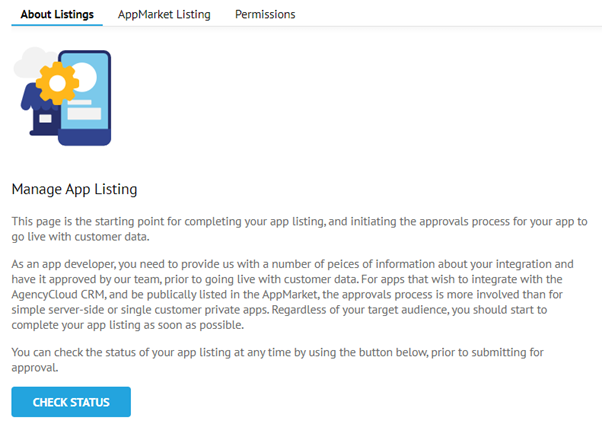 About Listings AppMarket Listing Permissions
Manage App Listing
This page is the starting point for completing your app listing, and initiating the approvals process for your app to
go live with customer data.
As an app developer, you need to provide us with a number of peices of information about your integration and
have it approved by our team, prior to going live with customer data. For apps that wish to integrate with the
AgencyCloud CRM, and be publically listed in the AppMarket, the approvals process is more involved than for
simple server-side or single customer private apps. Regardless of your target audience, you should start to
complete your app listing as soon as possible.
You can check the status of your app listing at any time by using the button below, prior to submitting for
approval.
CHECK STATUS